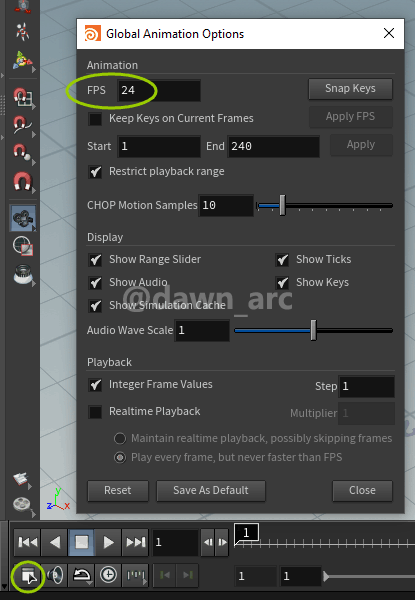 Global Animation Options
Animation
FPS 24 Snap Keys
Keep Keys on Current Frames Apply FPS
Start 1 End 240 Apply
Restrict playback range
CHOP Motion Samples 10
Display
Show Range Slider Show Ticks
Show Audio Show Keys
@dawn_arc
Show Simulation Cache
Audio Wave Scale 1
Playback
Integer Frame Values Step 1
Realtime Playback Multiplier 1
Maintain realtime playback, possibly skipping frames
Play every frame, but never faster than FPS
Reset Save As Default Close
y
z x
1 1
1 1